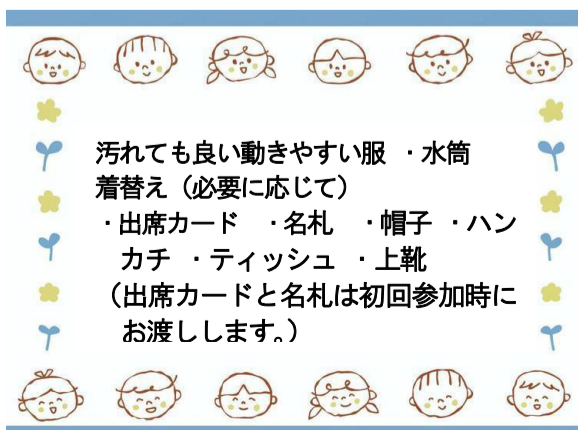 汚れても良い動きやすい服 ・水筒
着替え（必要に応じて）
・出席カード ・名札 ・帽子 ・ハン
カチ ・ティッシュ ・上靴
（出席カードと名札は初回参加時に
お渡しします。）